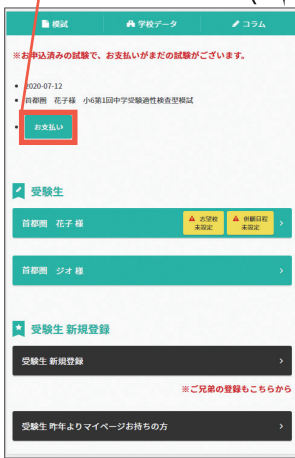 模試 学校データ コラム
※お申込済みの試験で、お支払いがまだの試験がございます。
2020-07-12
首都圏 花子 様 小6第1回中学受験適性検査型模試
お支払い
受験生
首都圏 花子 様 志望校 未設定 併願日程 未設定
首都圏 ジオ 様
受験生 新規登録
受験生 新規登録
※ご兄弟の登録もこちらから
受験生 昨年よりマイページお持ちの方